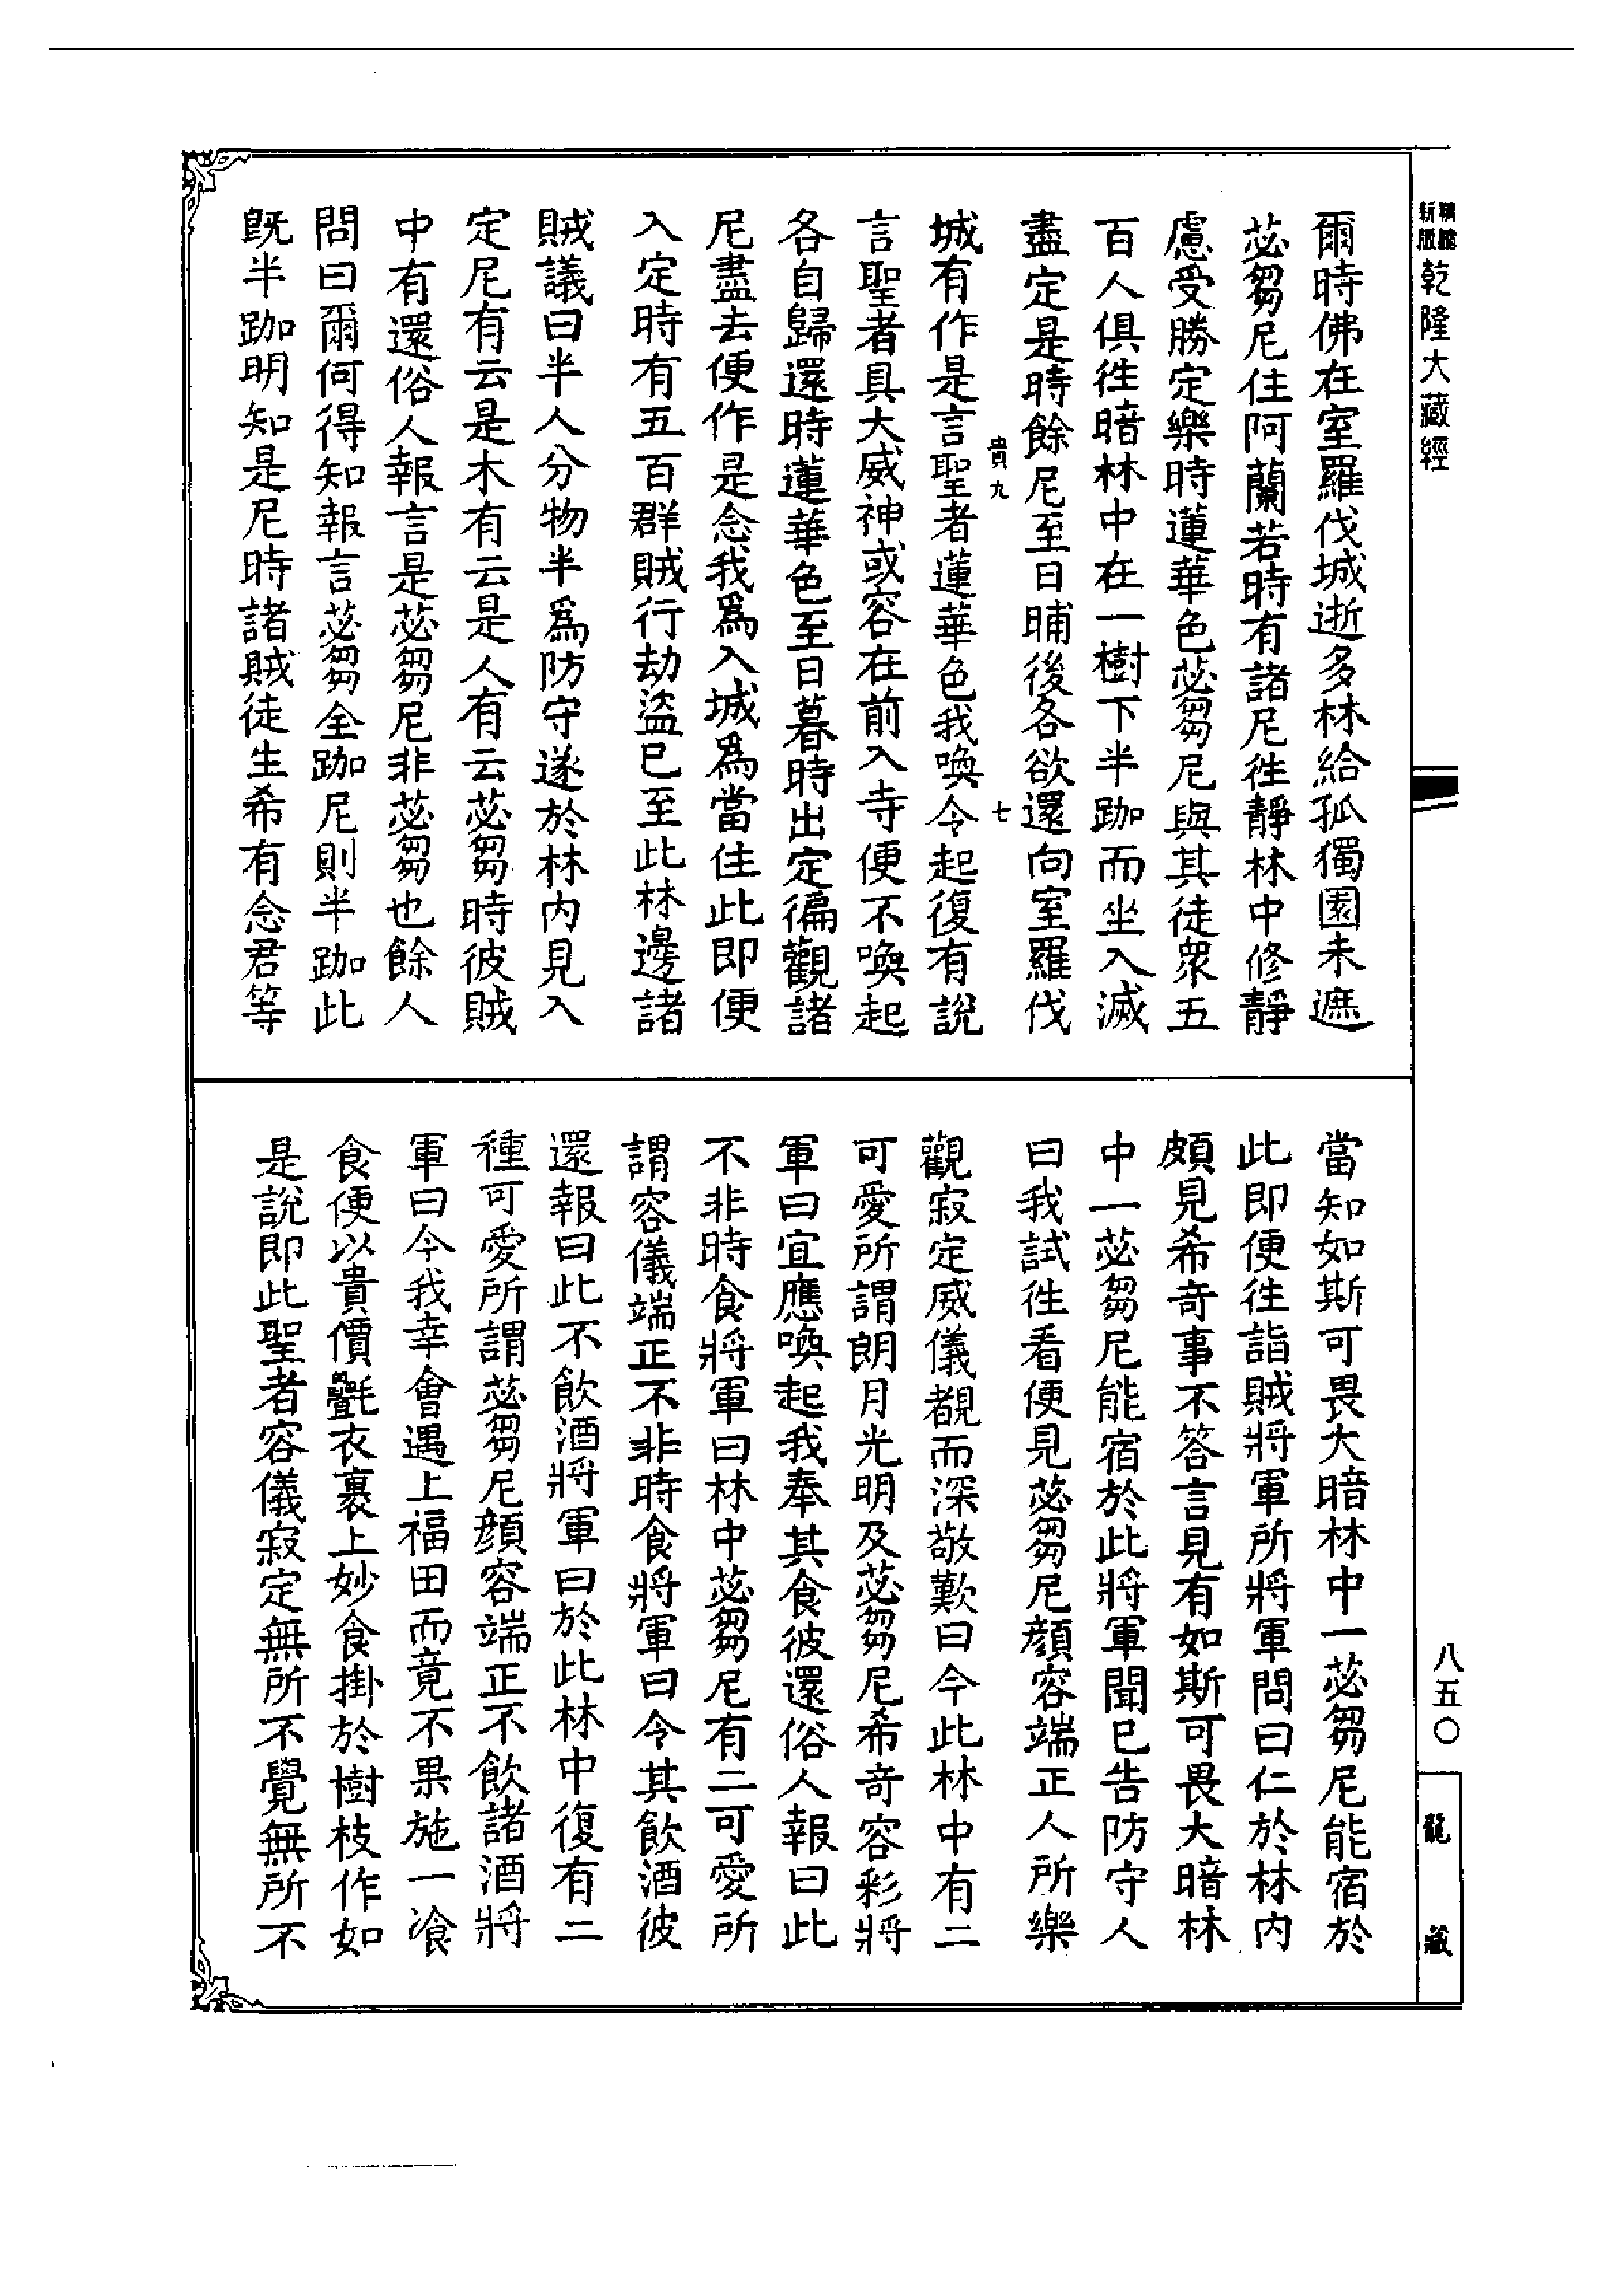 精縮新版乾隆大藏經
爾時佛在室羅伐城逝多林給孤獨園未遮
苾芻尼住阿蘭若時有諸尼徃靜林中修靜
慮受勝定樂時蓮華色苾芻尼與其徒衆五
百人俱徃暗林中在一樹下半跏而坐入滅
盡定是時餘尼至日晡後各欲還向室羅伐
貴九
七
城有作是言聖者蓮華色我喚令起復有說
言聖者具大威神或容在前入寺便不喚起
各自歸還時蓮華色至日暮時出定徧觀諸
尼盡去便作是念我爲入城爲當住此即便
入定時有五百群賊行劫盜已至此林邊諸
賊議曰半人分物半爲防守遂於林内見入
定尼有云是木有云是人有云苾芻時彼賊
中有還俗人報言是苾芻尼非苾芻也餘人
問曰爾何得知報言苾芻全跏尼則半跏此
旣半跏明知是尼時諸賊徒生希有念君等
當知如斯可畏大暗林中一苾芻尼能宿於
此即便徃詣賊將軍所將軍問曰仁於林内
頗見希奇事不答言見有如斯可畏大暗林
中一苾芻尼能宿於此將軍聞已告防守人
曰我試徃看便見苾芻尼顔容端正人所樂
觀寂定威儀覩而深敬歎曰今此林中有二
可愛所謂朗月光明及苾芻尼希奇容彩將
軍曰宜應喚起我奉其食彼還俗人報曰此
不非時食將軍曰林中苾芻尼有二可愛所
謂容儀端正不非時食將軍曰令其飲酒彼
還報曰此不飲酒將軍曰於此林中復有二
種可愛所謂苾芻尼顔容端正不飲諸酒將
軍曰今我幸會遇上福田而竟不果施一飡
食便以貴價㲲衣裹上妙食掛於樹枝作如
是說即此聖者容儀寂定無所不覺無所不
八五〇
龍藏